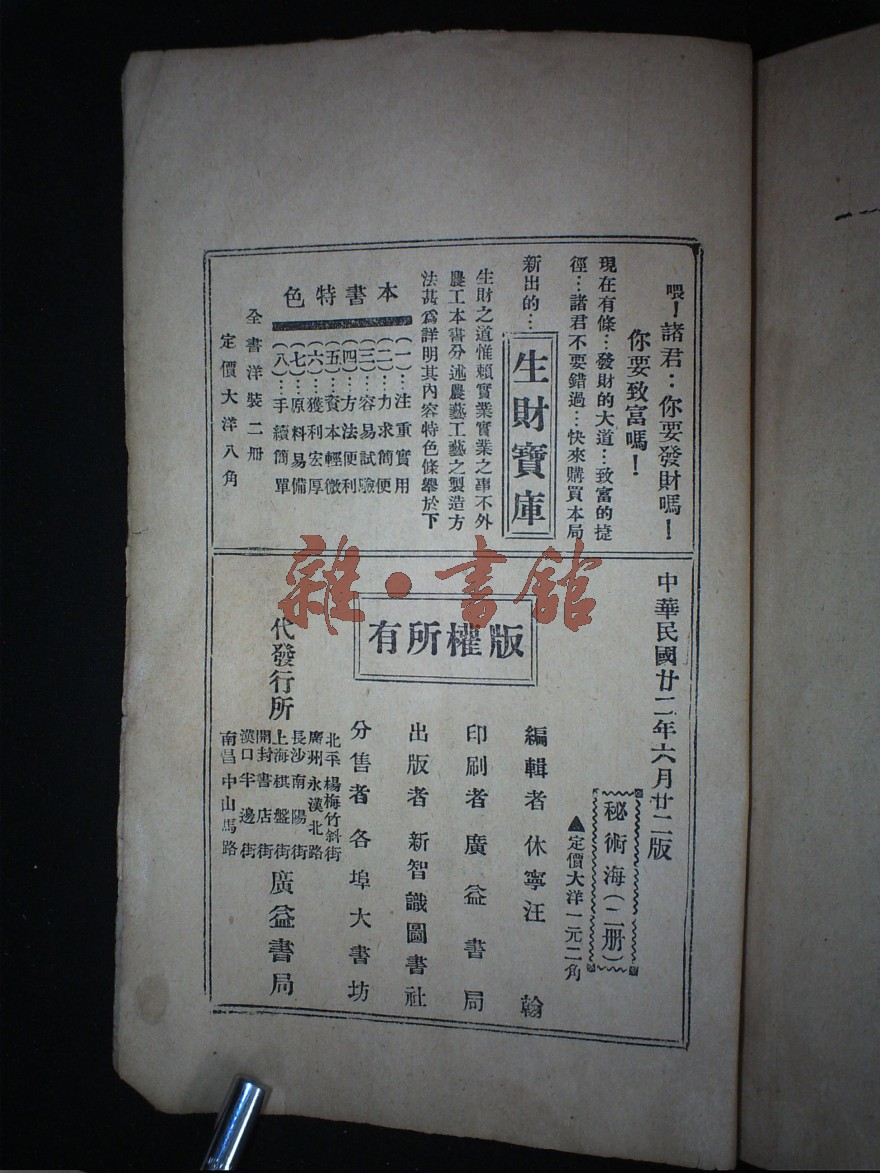 喂！諸君：你要發財嗎！
你要致富嗎！
現在有條…發財的大道…致富的捷
徑…諸君不要錯過…快來購買本局
新出的…
生財寶庫
生財之道惟賴實業實業之事不外
農工本書分述農藝工藝之製造方
法甚爲詳明其內容特色條舉於下
本書特色
（一）…注重實用
（二）…力求簡便
（三）…容易試驗
（四）…方法便利
（五）…資本輕微
（六）…獲利宏厚
（七）…原料易備
（八）…手續簡單
全書洋裝二册
定價大洋八角
中華民國廿二年六月廿二版
秘術海（二册）
▲定價大洋一元二角
版權所有
編輯者 休寧汪翰
印刷者 廣益書局
出版者 新智識圖書社
分售者 各埠大書坊
代發行所
北平楊梅竹斜街
廣州永漢北路
長沙南陽街
上海棋盤街
開封書店街
漢口半邊街
南昌中山馬路
廣益書局
雜·書館